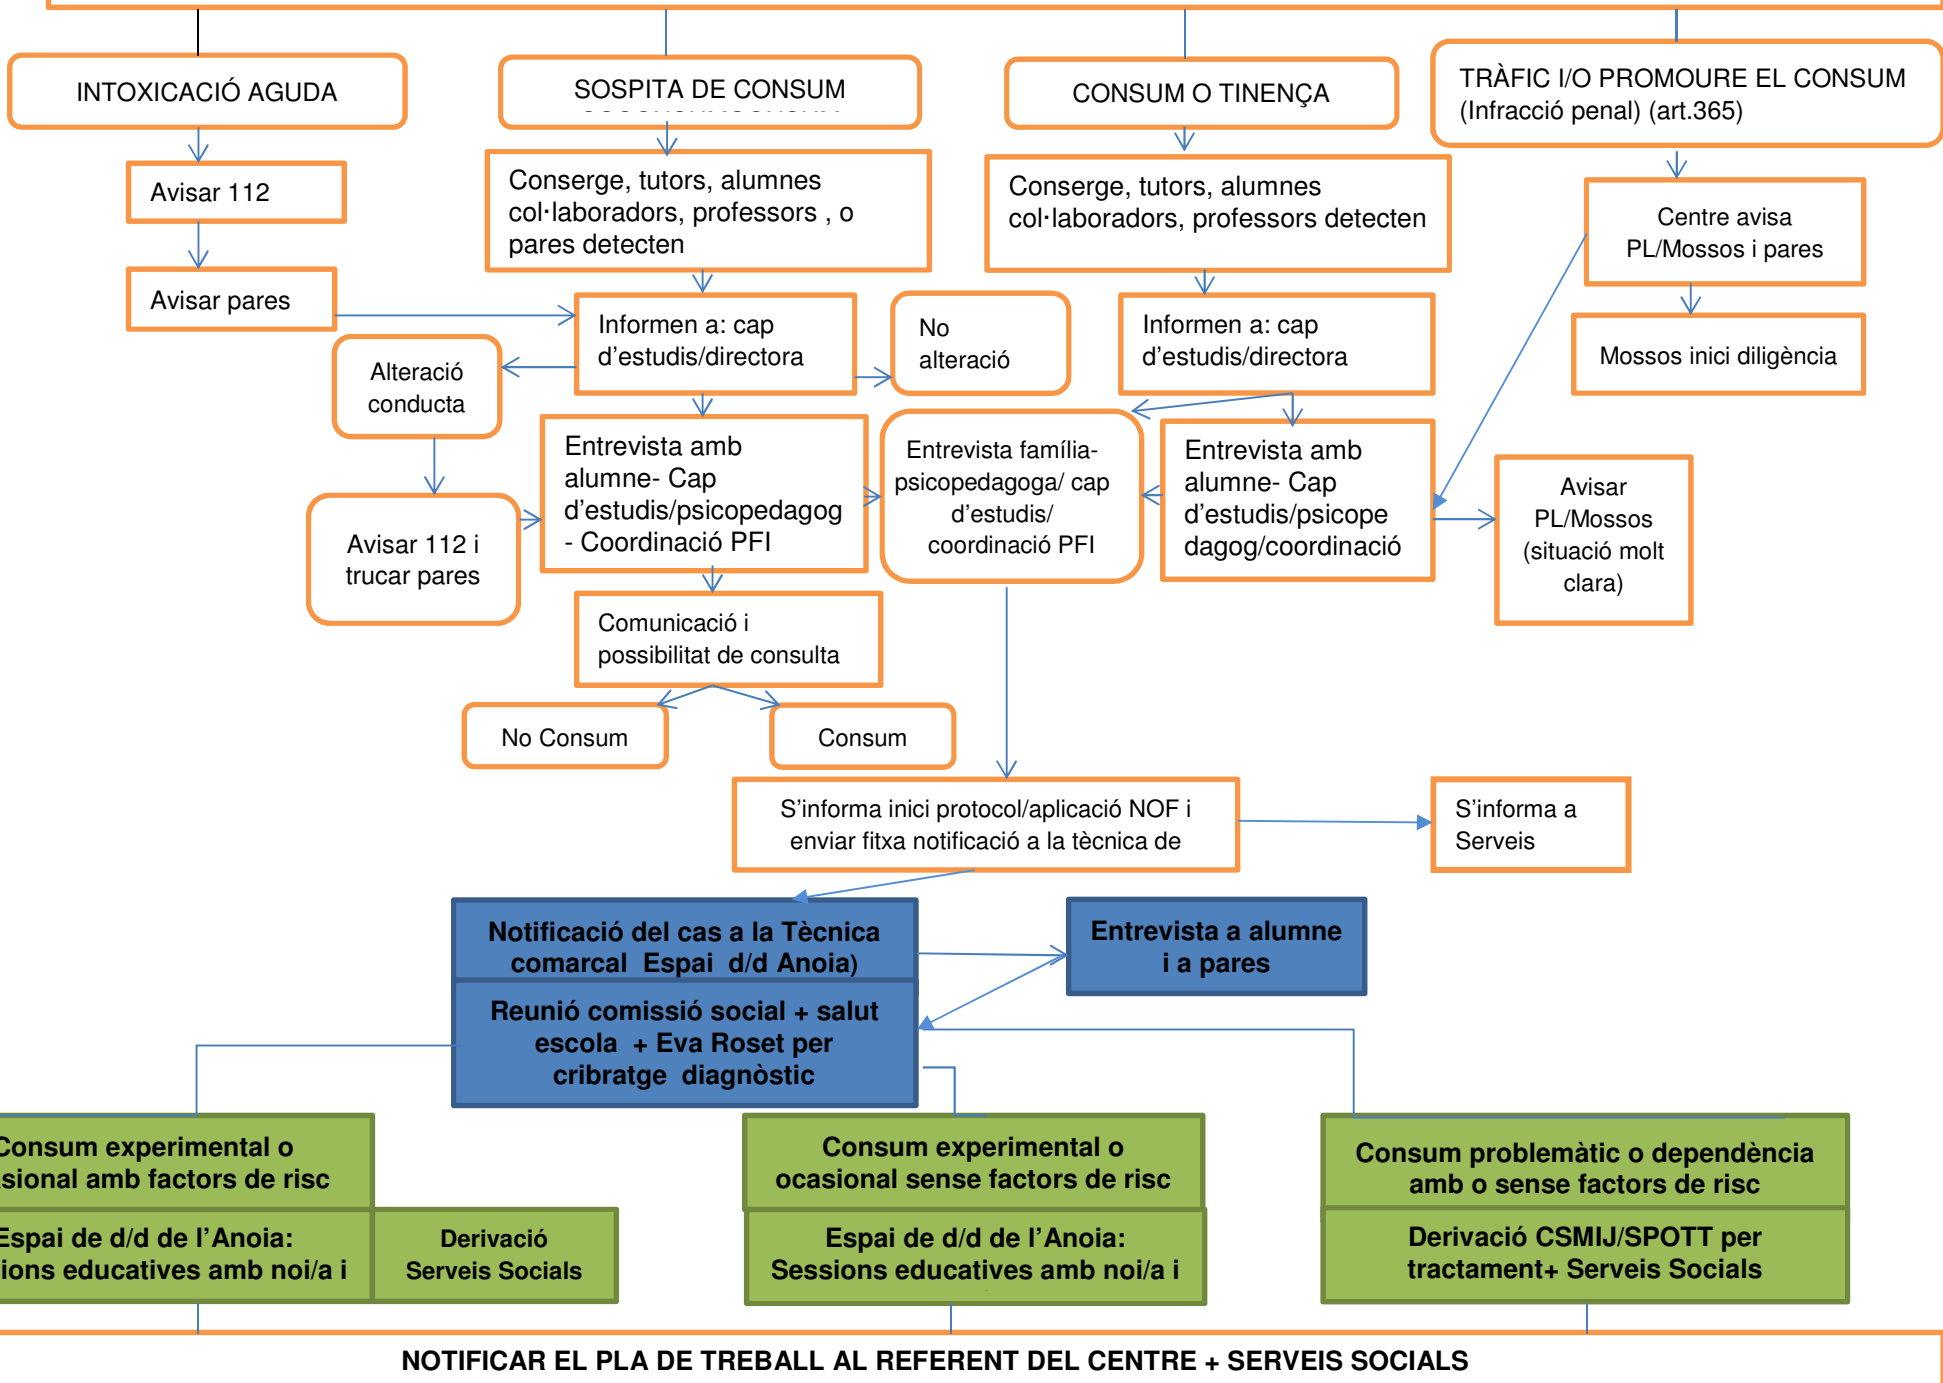 INTOXICACIÓ AGUDA
SOSPITA DE CONSUM
CONSUM O TINENÇA
TRÀFIC I/O PROMOURE EL CONSUM
(Infracció penal) (art.365)
Avisar 112
Conserge, tutors, alumnes
col·laboradors, professors , o
pares detecten
Conserge, tutors, alumnes
col·laboradors, professors detecten
Centre avisa
PL/Mossos i pares
Avisar pares
Informen a: cap
d’estudis/directora
No
alteració
Informen a: cap
d’estudis/directora
Mossos inici diligència
Alteració
conducta
Entrevista amb
alumne- Cap
d’estudis/psicopedagog
- Coordinació PFI
Entrevista família-
psicopedagoga/ cap
d’estudis/
coordinació PFI
Entrevista amb
alumne- Cap
d’estudis/psicope
dagog/coordinació
Avisar
PL/Mossos
(situació molt
clara)
Avisar 112 i
trucar pares
Comunicació i
possibilitat de consulta
No Consum
Consum
S’informa inici protocol/aplicació NOF i
enviar fitxa notificació a la tècnica de
S’informa a
Serveis
Notificació del cas a la Tècnica
comarcal Espai d/d Anoia)
Entrevista a alumne
i a pares
Reunió comissió social + salut
escola + Eva Roset per
cribratge diagnòstic
Consum experimental o
sional amb factors de risc
Espai de d/d de l’Anoia:
ions educatives amb noi/a i
Derivació
Serveis Socials
Consum experimental o
ocasional sense factors de risc
Espai de d/d de l’Anoia:
Sessions educatives amb noi/a i
Consum problemàtic o dependència
amb o sense factors de risc
Derivació CSMIJ/SPOTT per
tractament+ Serveis Socials
NOTIFICAR EL PLA DE TREBALL AL REFERENT DEL CENTRE + SERVEIS SOCIALS